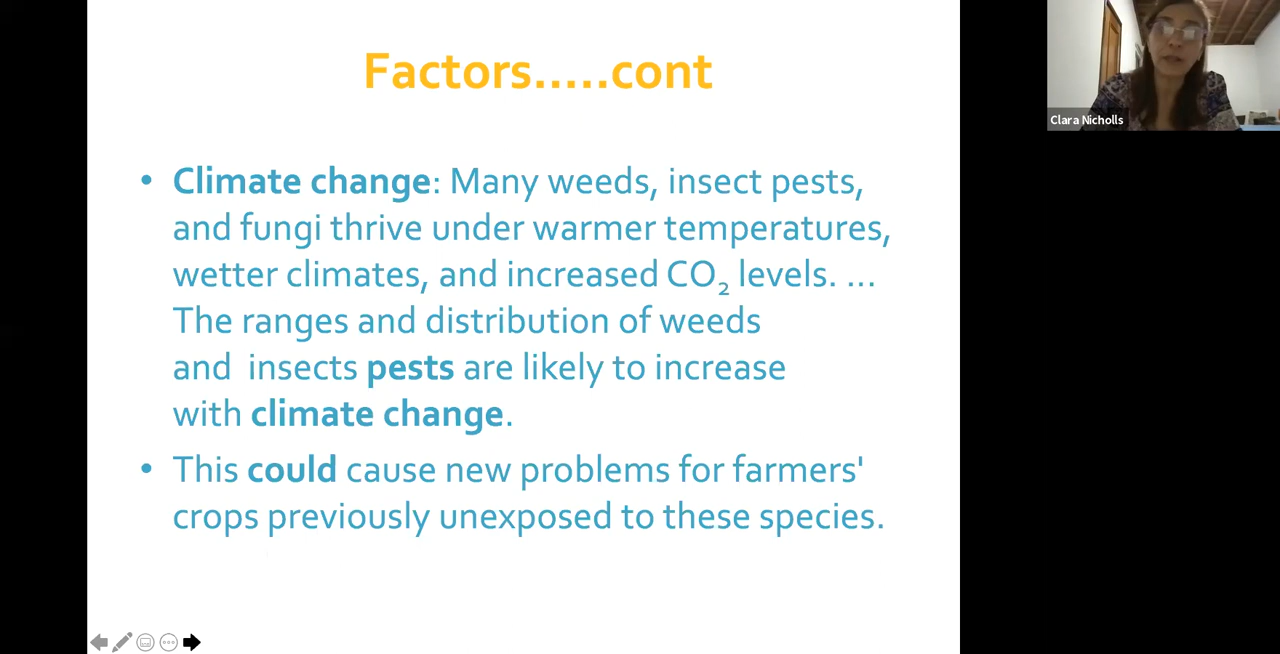 Factors.....cont
• Climate change: Many weeds, insect pests,
and fungi thrive under warmer temperatures,
wetter climates, and increased CO₂ levels. ...
The ranges and distribution of weeds
and  insects pests are likely to increase
with climate change.
• This could cause new problems for farmers'
crops previously unexposed to these species.
Clara Nicholls